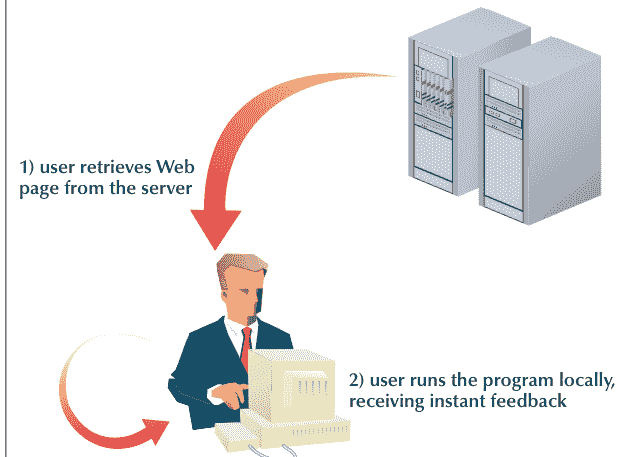 1) user retrieves Web
page from the server
2) user runs the program locally,
receiving instant feedback